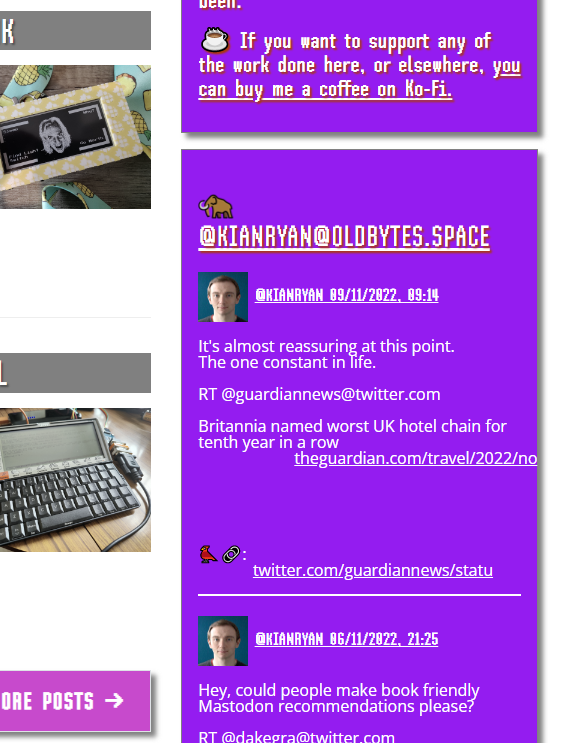 been.
If you want to support any of
the work done here, or elsewhere, you
can buy me a coffee on Ko-Fi.
K
@KIANRYAN@OLDBYTES.SPACE
@KIANRYAN 09/11/2022, 09:14
It's almost reassuring at this point.
The one constant in life.
RT @guardiannews@twitter.com
Britannia named worst UK hotel chain for
tenth year in a row
theguardian.com/travel/2022/no
:
twitter.com/guardiannews/statu
L
@KIANRYAN 06/11/2022, 21:25
Hey, could people make book friendly
Mastodon recommendations please?
RT @dakegra@twitter.com
ORE POSTS →